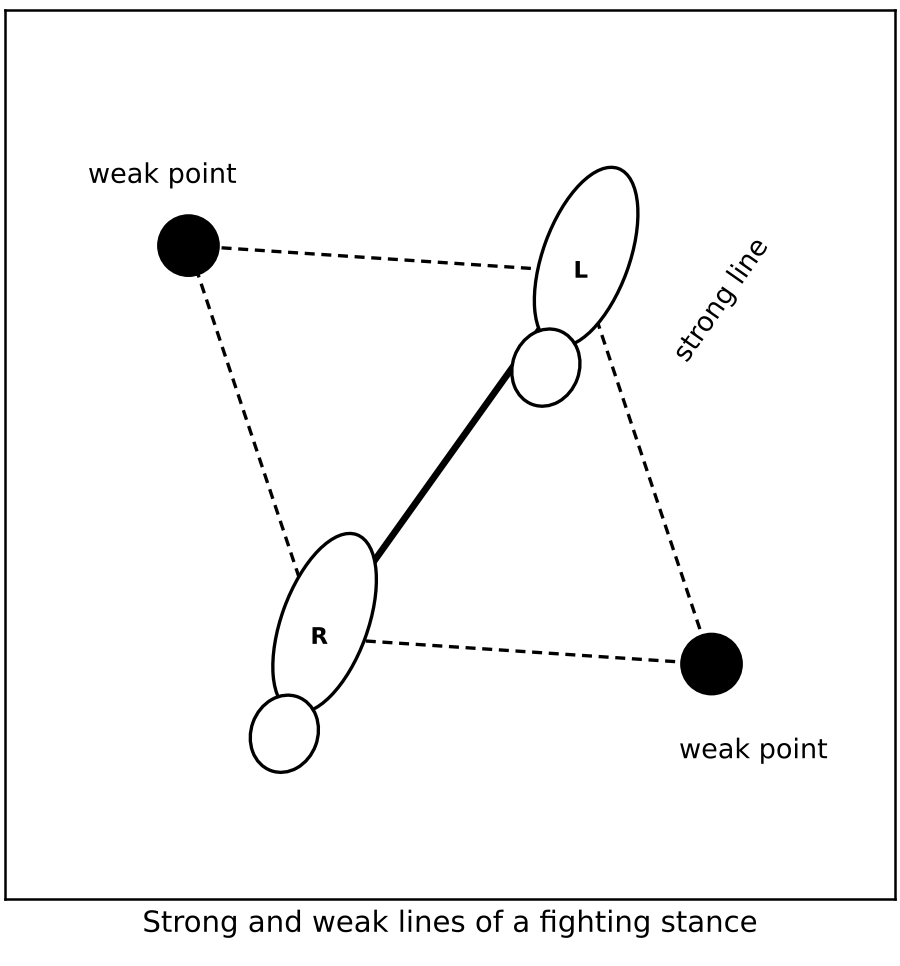 weak point
L
strong line
R
weak point
Strong and weak lines of a fighting stance